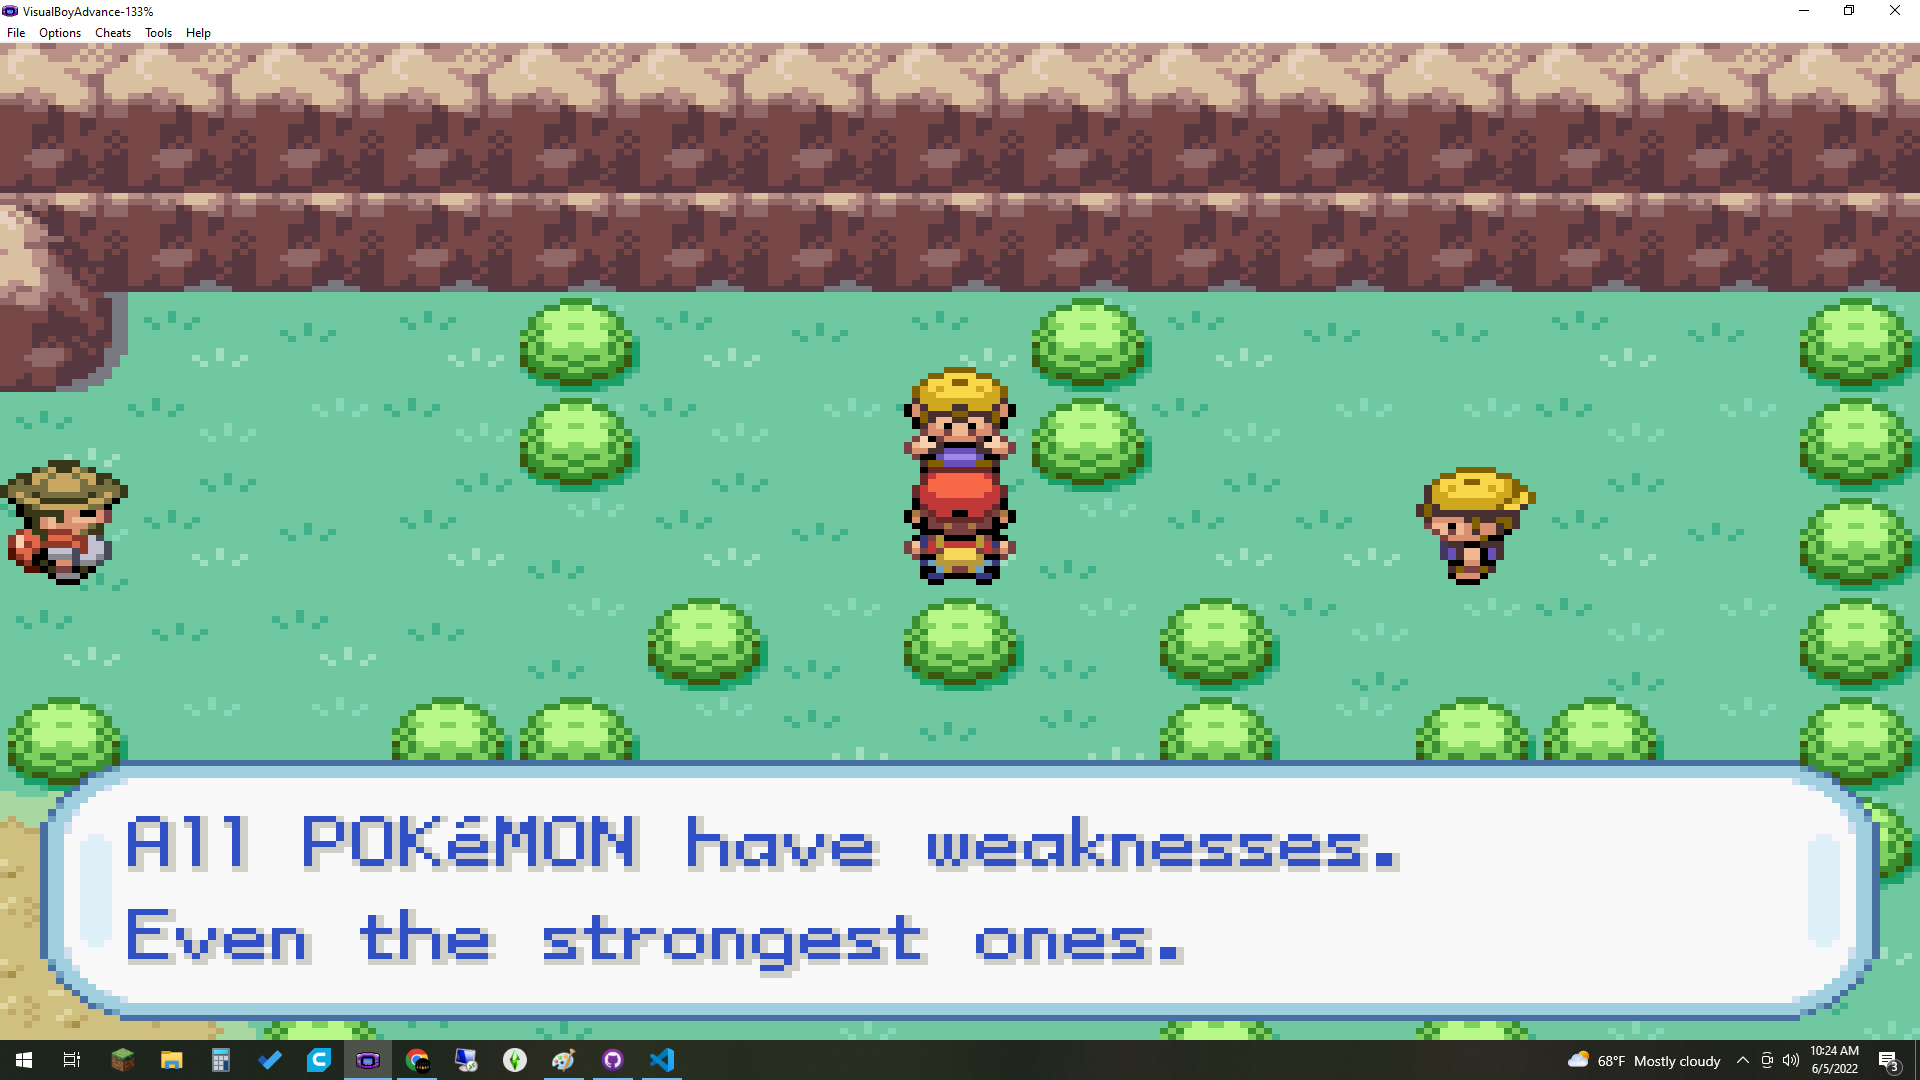 VisualBoyAdvance-133%
File Options Cheats Tools Help
All POKéMON have weaknesses.
Even the strongest ones.
68°F Mostly cloudy
10:24 AM
6/5/2022
3